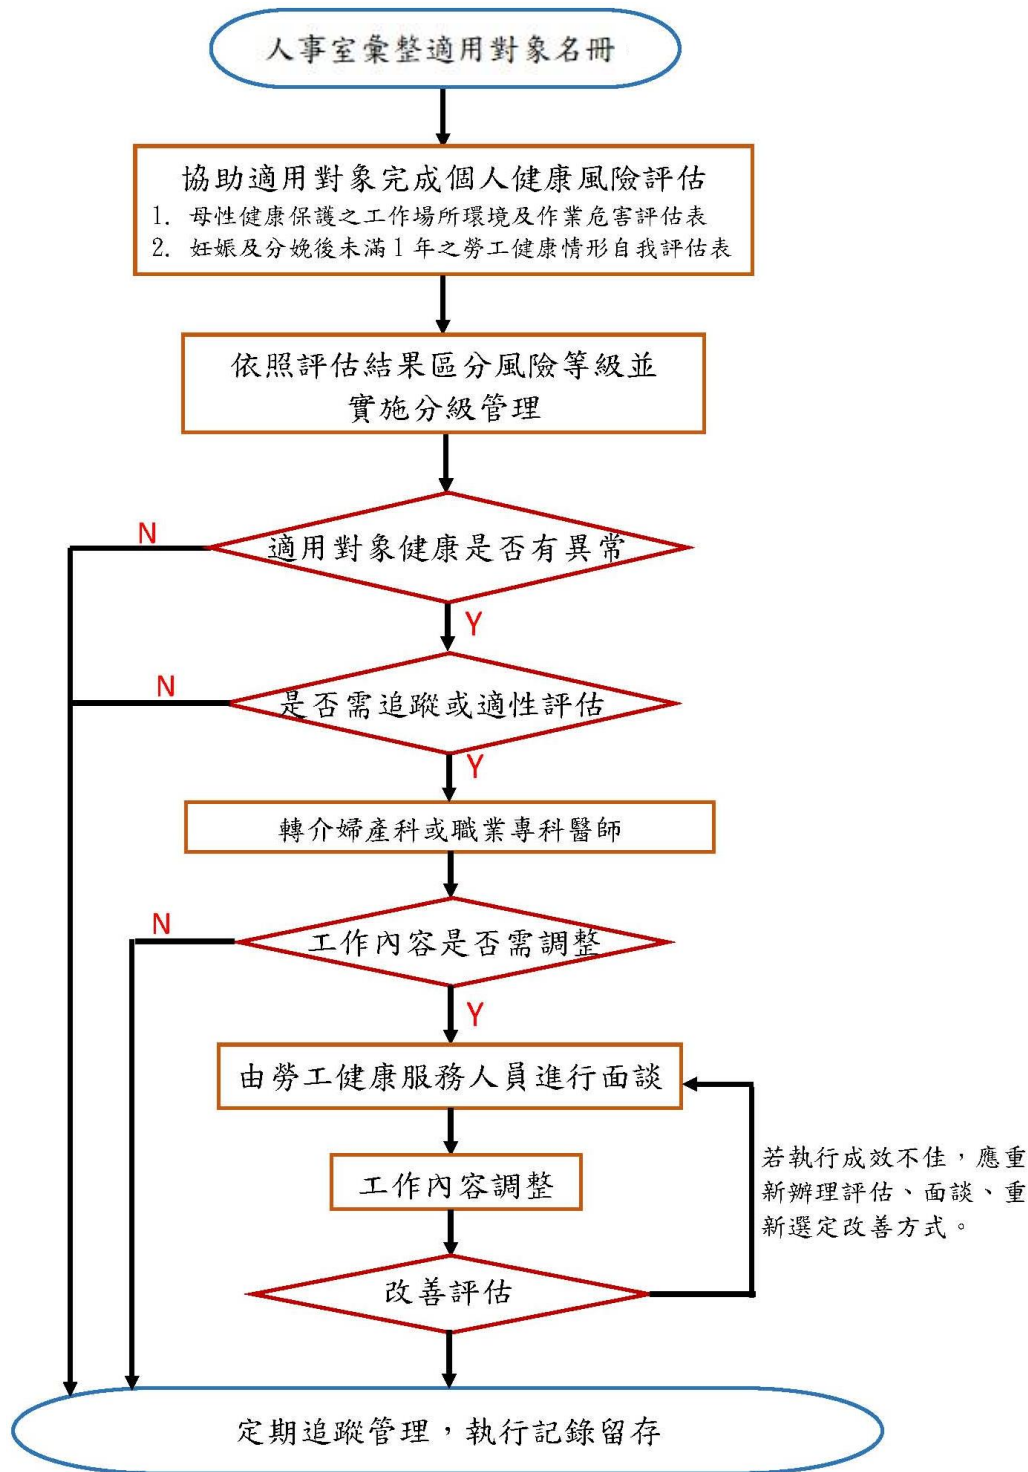 人事室彙整適用對象名冊
協助適用對象完成個人健康風險評估
1. 母性健康保護之工作場所環境及作業危害評估表
2. 妊娠及分娩後未滿1年之勞工健康情形自我評估表
依照評估結果區分風險等級並
實施分級管理
N
適用對象健康是否有異常
Y
N
是否需追蹤或適性評估
Y
轉介婦產科或職業專科醫師
N
工作內容是否需調整
Y
由勞工健康服務人員進行面談
工作內容調整
若執行成效不佳,應重
新辦理評估、面談、重
新選定改善方式。
改善評估
定期追蹤管理,執行記錄留存